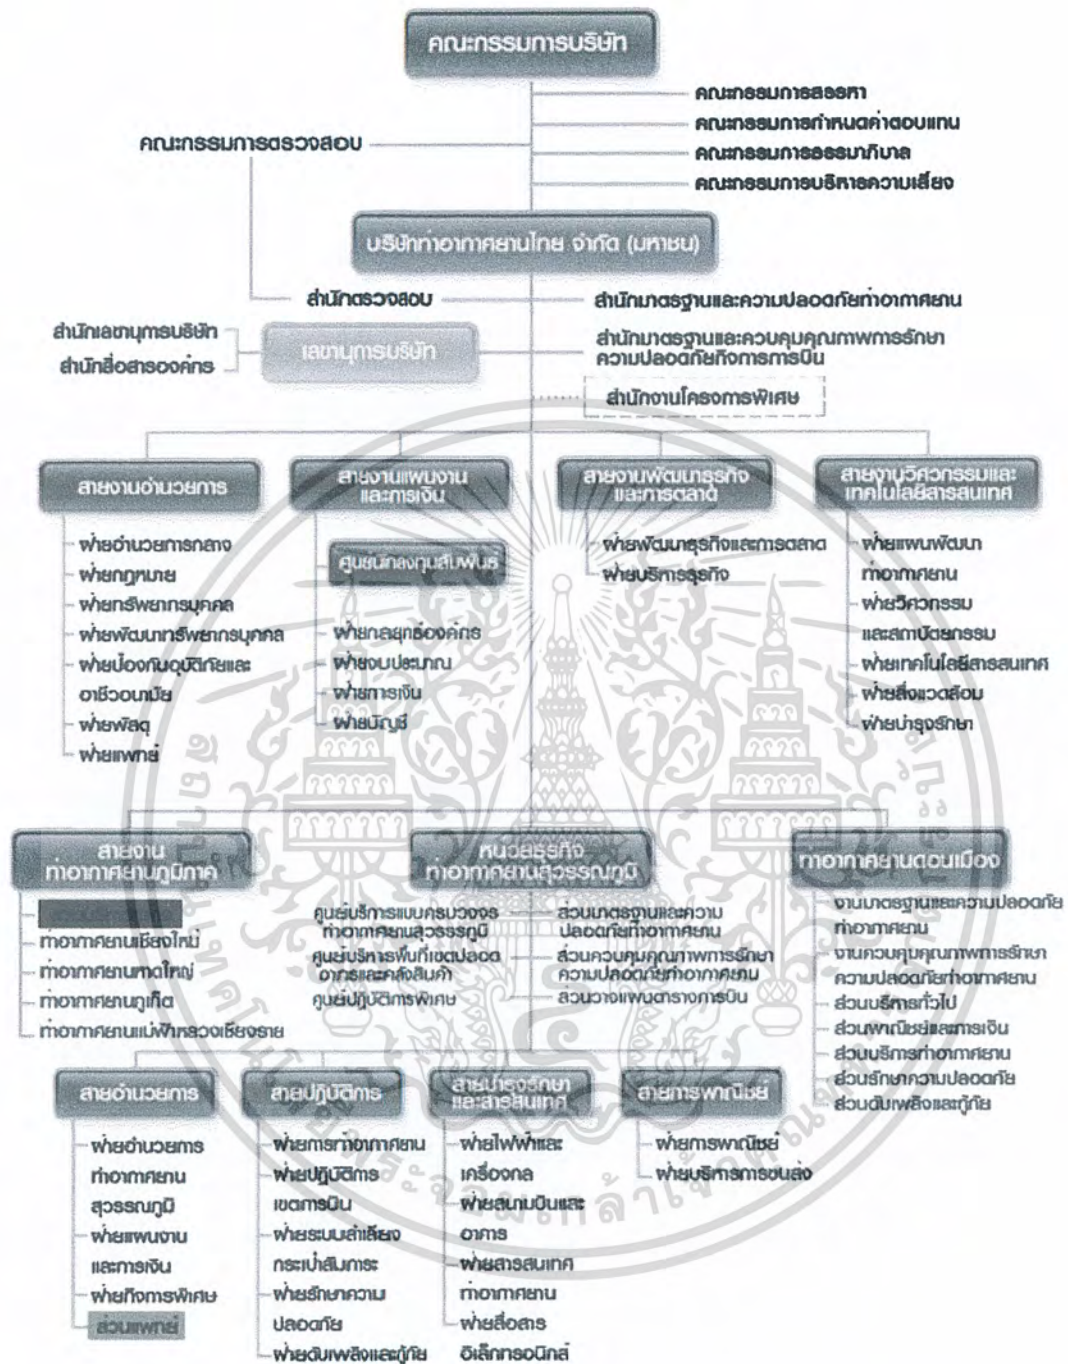 คณะกรรมการบริษัท
คณะกรรมการสรรหา
คณะกรรมการกำหนดค่าตอบแทน
คณะกรรมการตรวจสอบ
คณะกรรมการธรรมาภิบาล
คณะกรรมการบริหารความเสี่ยง
บริษัทท่าอากาศยานไทย จำกัด (มหาชน)
สำนักตรวจสอบ
สำนักมาตรฐานและความปลอดภัยท่าอากาศยาน
สำนักเลขานุการบริษัท
สำนักสื่อสารองค์กร
เลขานุการบริษัท
สำนักมาตรฐานและควบคุมคุณภาพการรักษา
ความปลอดภัยกิจการการบิน
สำนักงานโครงการพิเศษ
สายงานอำนวยการ
ฝ่ายอำนวยการกลาง
ฝ่ายกฎหมาย
ฝ่ายทรัพยากรบุคคล
ฝ่ายพัฒนาทรัพยากรบุคคล
ฝ่ายป้องกันอุบัติภัยและ
อาชีวอนามัย
ฝ่ายพัสดุ
ฝ่ายแพทย์
สายงานแผนงาน
และการเงิน
ศูนย์นักลงทุนสัมพันธ์
ฝ่ายกลยุทธ์องค์กร
ฝ่ายงบประมาณ
ฝ่ายการเงิน
ฝ่ายบัญชี
สายงานพัฒนาธุรกิจ
และการตลาด
ฝ่ายพัฒนาธุรกิจและการตลาด
ฝ่ายบริการธุรกิจ
สายงานวิศวกรรมและ
เทคโนโลยีสารสนเทศ
ฝ่ายแผนพัฒนา
ท่าอากาศยาน
ฝ่ายวิศวกรรม
และสถาปัตยกรรม
ฝ่ายเทคโนโลยีสารสนเทศ
ฝ่ายสิ่งแวดล้อม
ฝ่ายบำรุงรักษา
สายงาน
ท่าอากาศยานภูมิภาค
ท่าอากาศยานเชียงใหม่
ท่าอากาศยานหาดใหญ่
ท่าอากาศยานภูเก็ต
ท่าอากาศยานแม่ฟ้าหลวงเชียงราย
หน่วยธุรกิจ
ท่าอากาศยานสุวรรณภูมิ
ศูนย์บริการแบบครบวงจร
ท่าอากาศยานสุวรรณภูมิ
ศูนย์บริหารพื้นที่เขตปลอด
อากรและคลังสินค้า
ศูนย์ปฏิบัติการพิเศษ
ส่วนมาตรฐานและความ
ปลอดภัยท่าอากาศยาน
ส่วนควบคุมคุณภาพการรักษา
ความปลอดภัยท่าอากาศยาน
ส่วนวางแผนตารางการบิน
ท่าอากาศยานดอนเมือง
งานมาตรฐานและความปลอดภัย
ท่าอากาศยาน
งานควบคุมคุณภาพการรักษา
ความปลอดภัยท่าอากาศยาน
ส่วนบริหารทั่วไป
ส่วนพาณิชย์และการเงิน
ส่วนบริการท่าอากาศยาน
ส่วนรักษาความปลอดภัย
ส่วนดับเพลิงและกู้ภัย
สายอำนวยการ
ฝ่ายอำนวยการ
ท่าอากาศยาน
สุวรรณภูมิ
ฝ่ายแผนงาน
และการเงิน
ฝ่ายกิจการพิเศษ
ส่วนแพทย์
สายปฏิบัติการ
ฝ่ายการท่าอากาศยาน
ฝ่ายปฏิบัติการ
เขตการบิน
ฝ่ายระบบลำเลียง
กระเป๋าสัมภาระ
ฝ่ายรักษาความ
ปลอดภัย
ฝ่ายดับเพลิงและกู้ภัย
สายบำรุงรักษา
และสารสนเทศ
ฝ่ายไฟฟ้าและ
เครื่องกล
ฝ่ายสนามบินและ
อาคาร
ฝ่ายสารสนเทศ
ท่าอากาศยาน
ฝ่ายสื่อสาร
อิเล็กทรอนิกส์
สายการพาณิชย์
ฝ่ายการพาณิชย์
ฝ่ายบริหารการขนส่ง